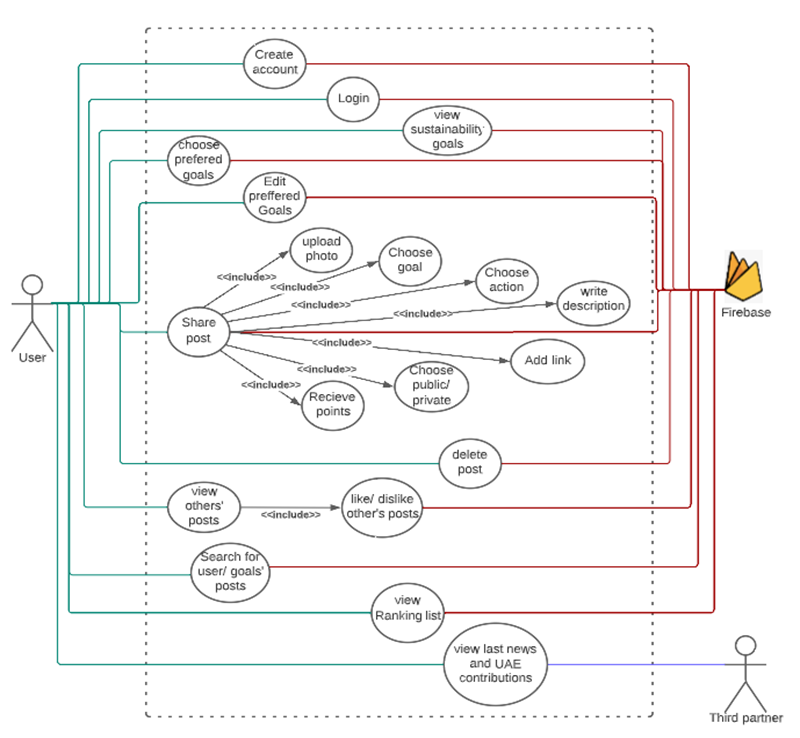 Create
account
Login
view
sustainability
goals
choose
prefered
goals
Edit
preffered
Goals
upload
photo
Choose
goal
<<include>>
<<include>>
Choose
action
<<include>>
write
description
<<include>>
Share
post
User
Firebase
<<include>>
Add link
<<include>>
Choose
public/
private
<<include>>
Recieve
points
delete
post
view
others'
posts
<<include>>
like/ dislike
other's posts
Search for
user/ goals'
posts
view
Ranking list
view last news
and UAE
contributions
Third partner